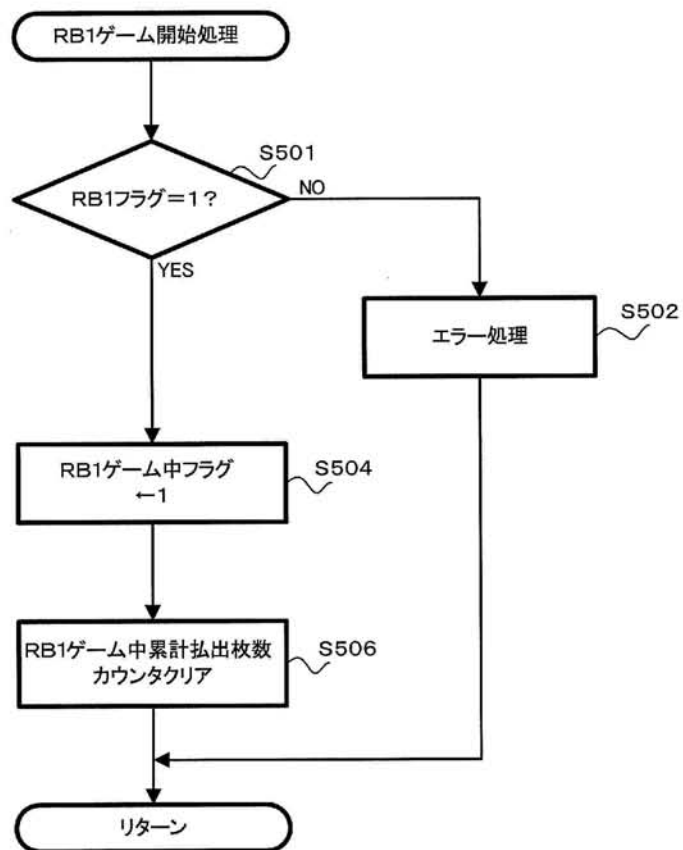 RB1ゲーム開始処理
S501
RB1フラグ＝1？
NO
YES
S502
エラー処理
RB1ゲーム中フラグ
←1
S504
RB1ゲーム中累計払出枚数
カウンタクリア
S506
リターン